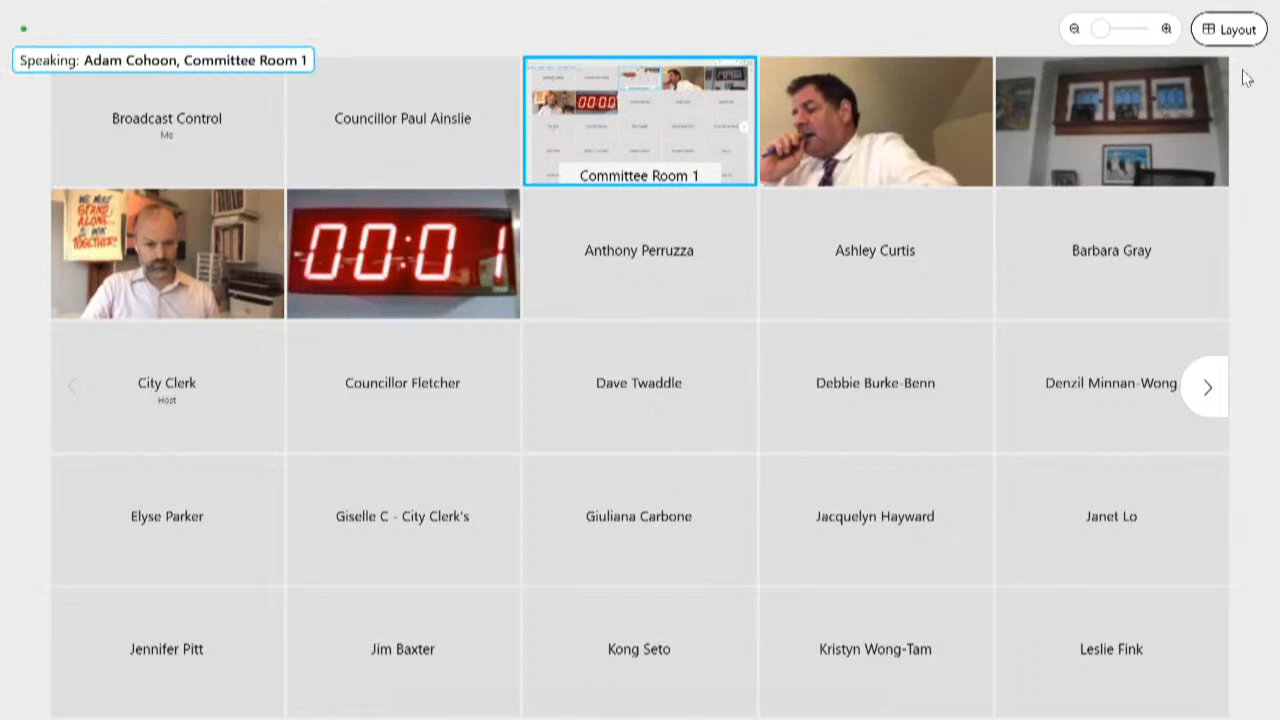 Layout
Speaking: Adam Cohoon, Committee Room 1
Broadcast Control
Me
Councillor Paul Ainslie
00:00
Committee Room 1
WE MUST
STAND
ALONE...
TOGETHER!
00:01
Anthony Perruzza
Ashley Curtis
Barbara Gray
City Clerk
Host
Councillor Fletcher
Dave Twaddle
Debbie Burke-Benn
Denzil Minnan-Wong
Elyse Parker
Giselle C - City Clerk's
Giuliana Carbone
Jacquelyn Hayward
Janet Lo
Jennifer Pitt
Jim Baxter
Kong Seto
Kristyn Wong-Tam
Leslie Fink